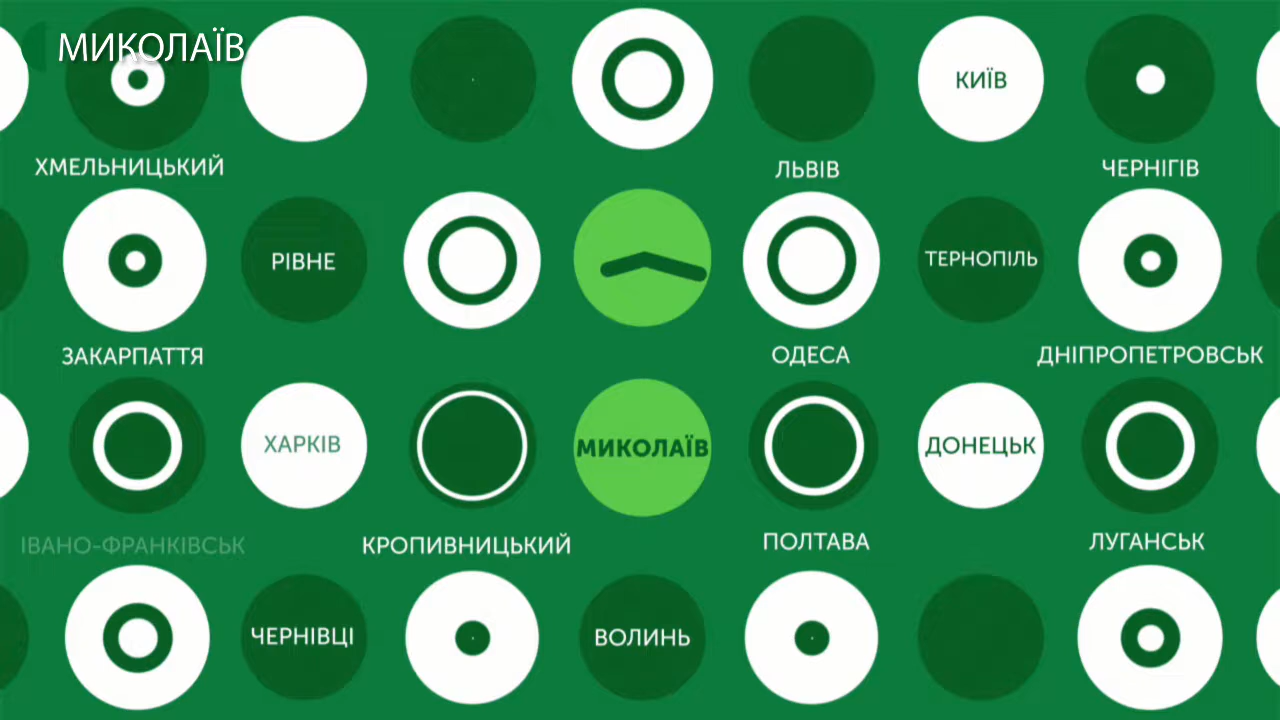 МИКОЛАЇВ
КИЇВ
ХМЕЛЬНИЦЬКИЙ
ЛЬВІВ
ЧЕРНІГІВ
РІВНЕ
ТЕРНОПІЛЬ
ЗАКАРПАТТЯ
ОДЕСА
ДНІПРОПЕТРОВСЬК
ХАРКІВ
МИКОЛАЇВ
ДОНЕЦЬК
ІВАНО-ФРАНКІВСЬК
КРОПИВНИЦЬКИЙ
ПОЛТАВА
ЛУГАНСЬК
ЧЕРНІВЦІ
ВОЛИНЬ